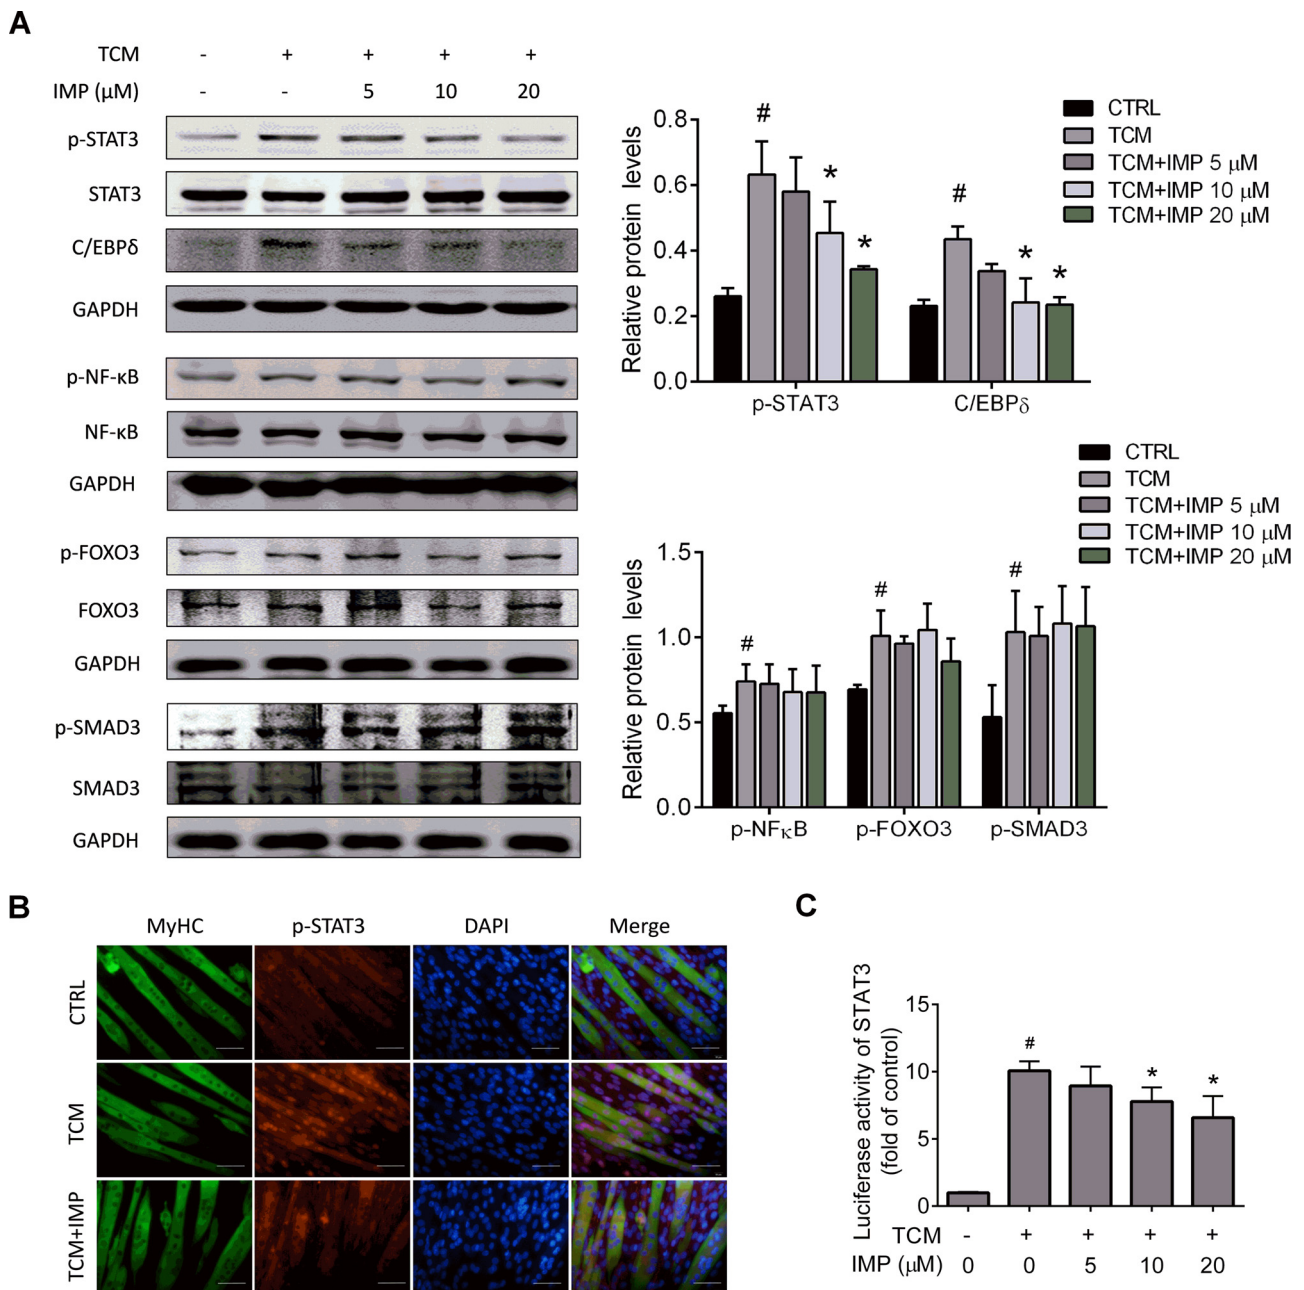 A
TCM - + + + +
IMP (μM) - - 5 10 20
p-STAT3
STAT3
C/EBPδ
GAPDH
p-NF-κB
NF-κB
GAPDH
p-FOXO3
FOXO3
GAPDH
p-SMAD3
SMAD3
GAPDH
CTRL
TCM
TCM+IMP 5 μM
TCM+IMP 10 μM
TCM+IMP 20 μM
Relative protein levels
0.8
0.6
0.4
0.2
0.0
# * * # * *
p-STAT3 C/EBPδ
CTRL
TCM
TCM+IMP 5 μM
TCM+IMP 10 μM
TCM+IMP 20 μM
Relative protein levels
1.5
1.0
0.5
0.0
# # #
p-NFκB p-FOXO3 p-SMAD3
B
MyHC p-STAT3 DAPI Merge
CTRL
TCM
TCM+IMP
C
Luciferase activity of STAT3
(fold of control)
15
10
5
0
# * *
TCM - + + + +
IMP (μM) 0 0 5 10 20